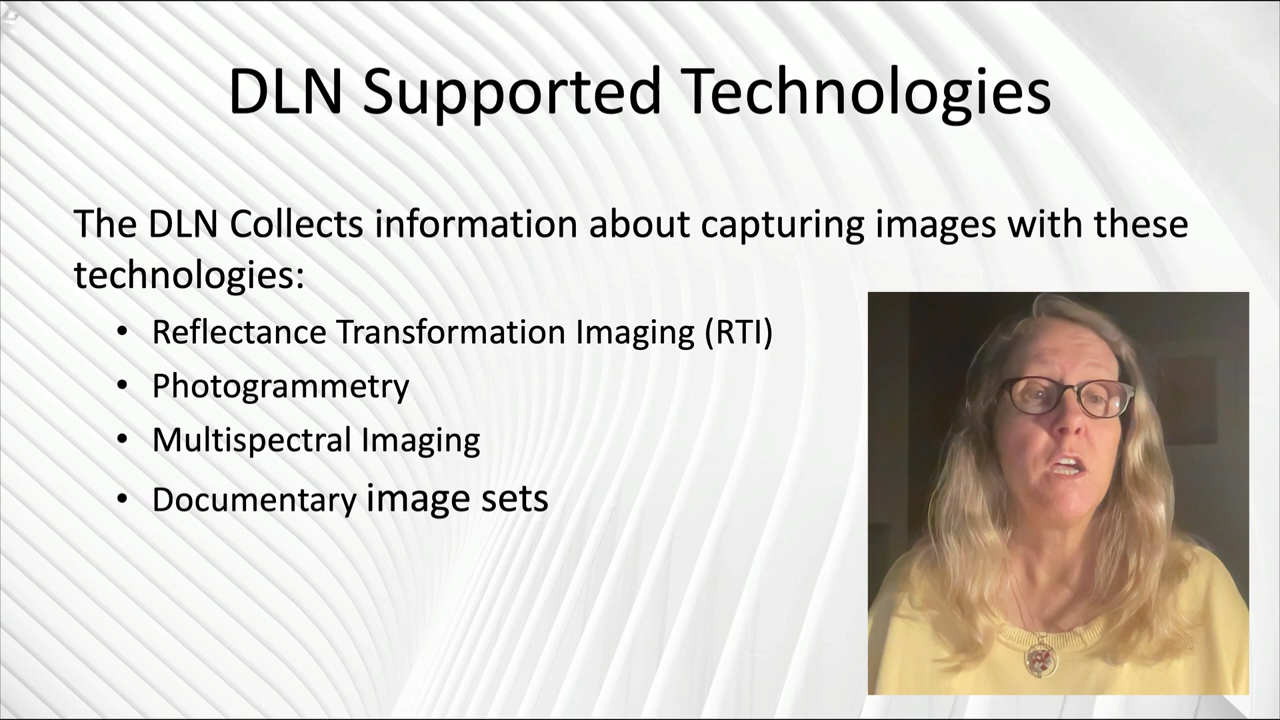 DLN Supported Technologies
The DLN Collects information about capturing images with these
technologies:
• Reflectance Transformation Imaging (RTI)
• Photogrammetry
• Multispectral Imaging
• Documentary image sets